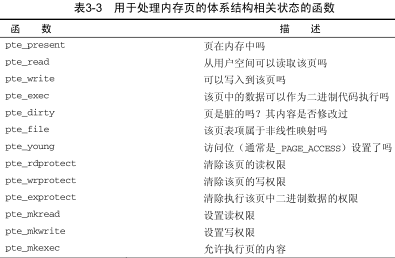 表3-3 用于处理内存页的体系结构相关状态的函数
函 数 描 述
pte_present 页在内存中吗
pte_read 从用户空间可以读取该页吗
pte_write 可以写入到该页吗
pte_exec 该页中的数据可以作为二进制代码执行吗
pte_dirty 页是脏的吗？其内容是否修改过
pte_file 该页表项属于非线性映射吗
pte_young 访问位（通常是_PAGE_ACCESS）设置了吗
pte_rdprotect 清除该页的读权限
pte_wrprotect 清除该页的写权限
pte_exprotect 清除执行该页中二进制数据的权限
pte_mkread 设置读权限
pte_mkwrite 设置写权限
pte_mkexec 允许执行页的内容